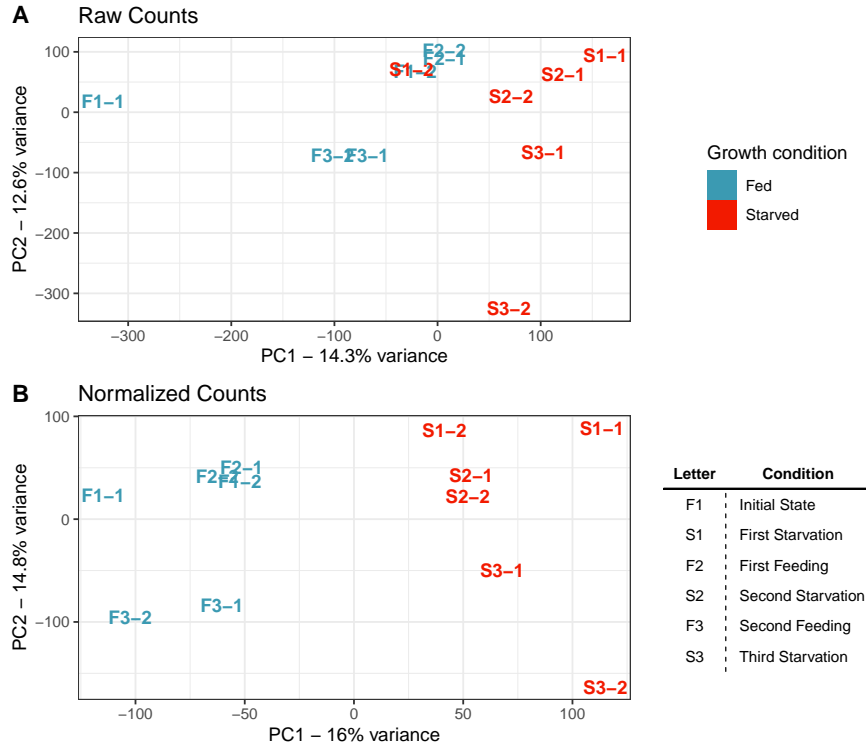 A Raw Counts
100
0
−100
−200
−300
PC2 − 12.6% variance
F1−1
F2−2
F2−1
S1−2
F1−2
S1−1
S2−1
S2−2
F3−2
F3−1
S3−1
S3−2
−300 −200 −100 0 100
PC1 − 14.3% variance
Growth condition
Fed
Starved
B Normalized Counts
100
0
−100
PC2 − 14.8% variance
S1−2
S1−1
F2−1
F2−2
F1−2
F1−1
S2−1
S2−2
S3−1
F3−1
F3−2
S3−2
−100 −50 0 50 100
PC1 − 16% variance
Letter Condition
F1 Initial State
S1 First Starvation
F2 First Feeding
S2 Second Starvation
F3 Second Feeding
S3 Third Starvation